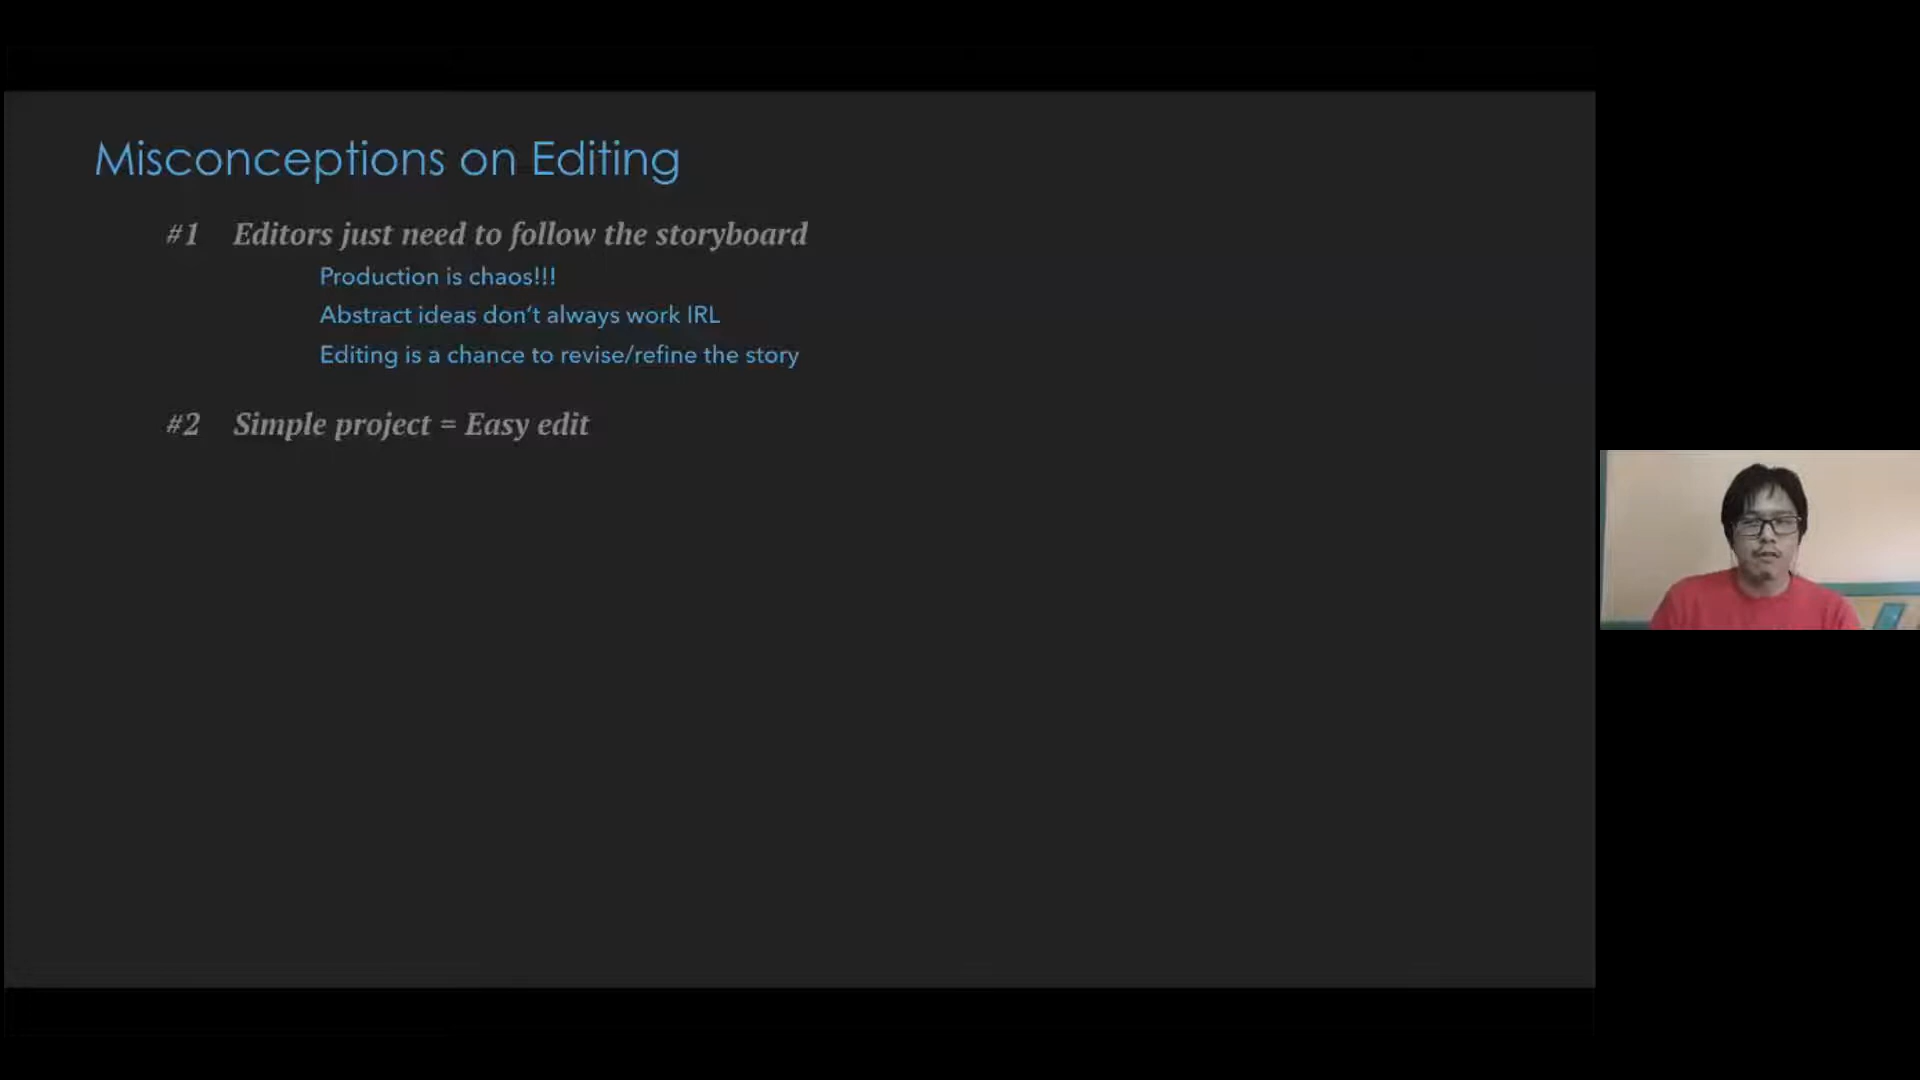 Misconceptions on Editing
#1 Editors just need to follow the storyboard
Production is chaos!!!
Abstract ideas don't always work IRL
Editing is a chance to revise/refine the story
#2 Simple project = Easy edit